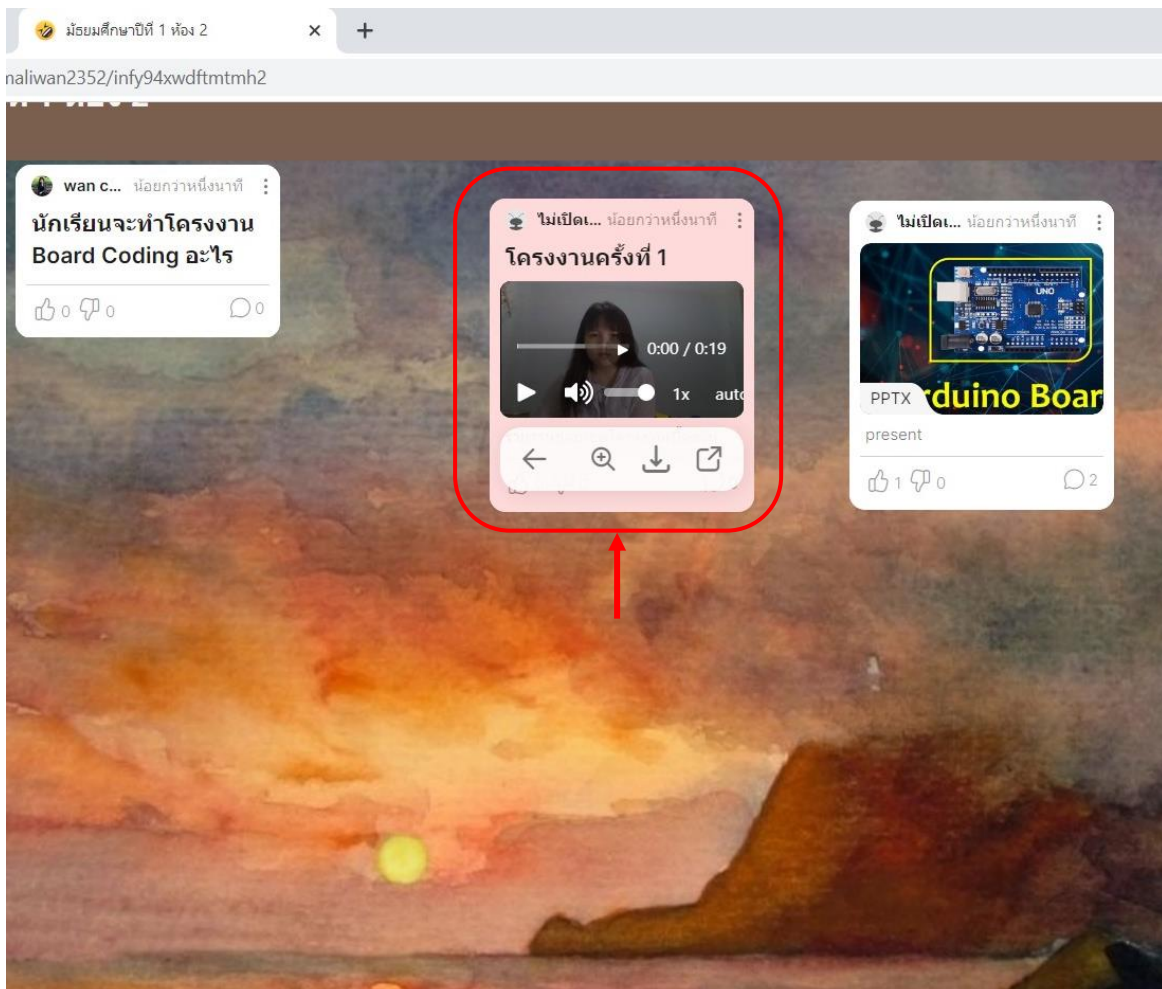 มัธยมศึกษาปีที่ 1 ห้อง 2
naliwan2352/infy94xwdftmtmh2
wan c... น้อยกว่าหนึ่งนาที
นักเรียนจะทำโครงงาน
Board Coding อะไร
0 0 0
ไม่เปิดเ... น้อยกว่าหนึ่งนาที
โครงงานครั้งที่ 1
0:00 / 0:19
1x auto
ไม่เปิดเ... น้อยกว่าหนึ่งนาที
UNO
PPTX rduino Boar
present
1 0 2